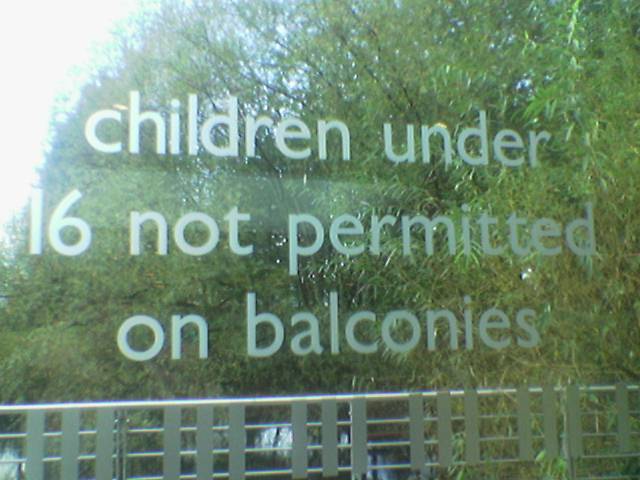 children under
16 not permitted
on balconies